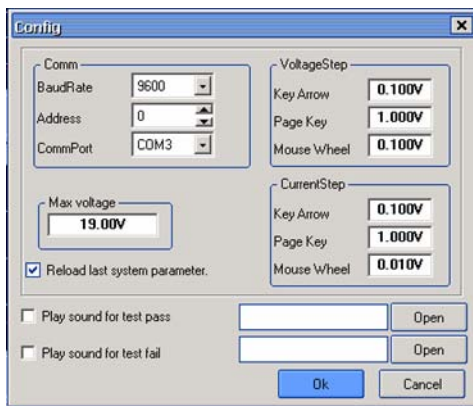 Config
Comm
BaudRate 9600
Address 0
CommPort COM3
Max voltage
19.00V
Reload last system parameter.
VoltageStep
Key Arrow 0.100V
Page Key 1.000V
Mouse Wheel 0.100V
CurrentStep
Key Arrow 0.100V
Page Key 1.000V
Mouse Wheel 0.010V
Play sound for test pass Open
Play sound for test fail Open
Ok Cancel